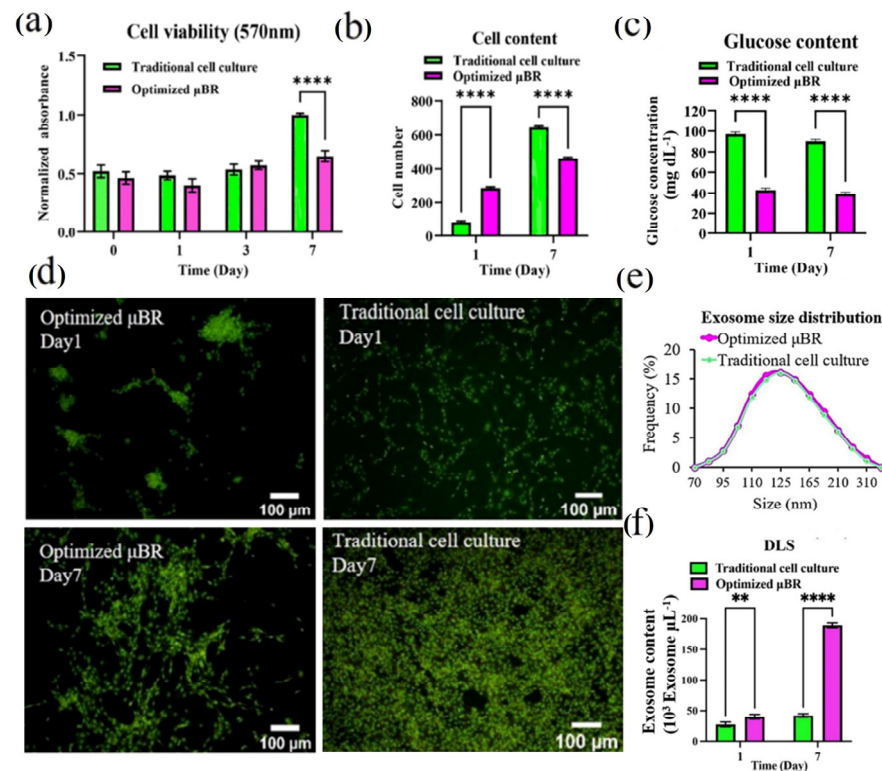 (a)
Cell viability (570nm)
Traditional cell culture
Optimized μBR
****
Normalized absorbance
1.5
1.0
0.5
0.0
0 1 3 7
Time (Day)
(b)
Cell content
Traditional cell culture
Optimized μBR
**** ****
Cell number
800
600
400
200
0
1 7
Time (Day)
(c)
Glucose content
Traditional cell culture
Optimized μBR
**** ****
Glucose concentration
(mg dL⁻¹)
120
100
80
60
40
20
0
1 7
Time (Day)
(d)
Optimized μBR
Day1
100 μm
Traditional cell culture
Day1
100 μm
Optimized μBR
Day7
100 μm
Traditional cell culture
Day7
100 μm
(e)
Exosome size distribution
Optimized μBR
Traditional cell culture
Frequency (%)
20
15
10
5
0
70 95 110 125 165 210 310
Size (nm)
(f)
DLS
Traditional cell culture
Optimized μBR
** ****
Exosome content
(10³ Exosome μL⁻¹)
200
150
100
50
0
1 7
Time (Day)